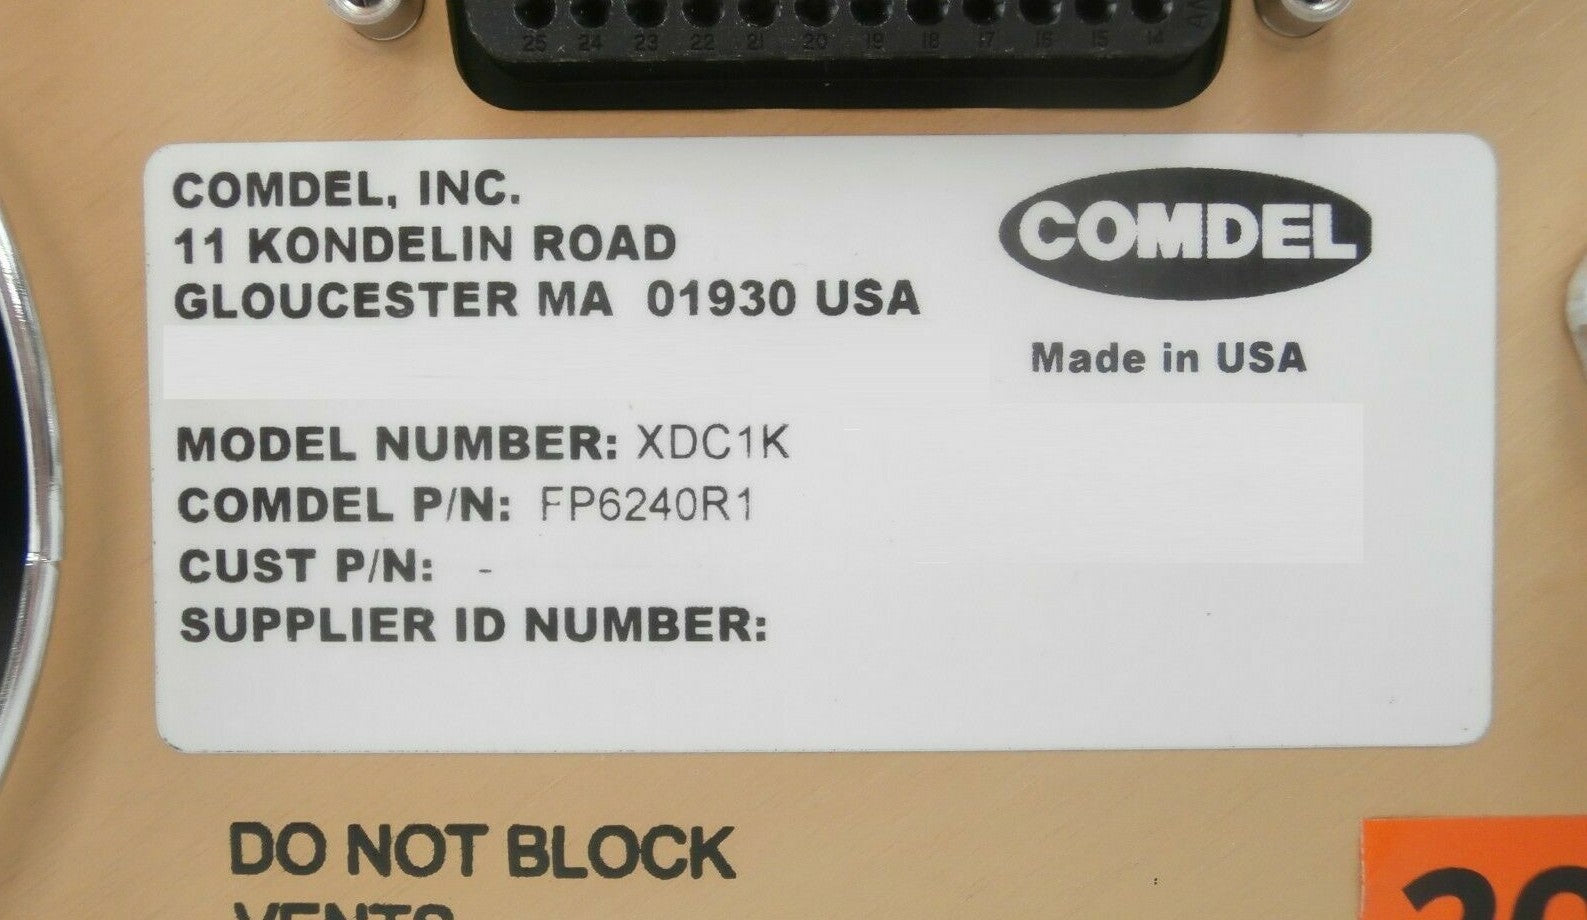 25 24 23 22 21 20 19 18 17 16 15 14
COMDEL, INC.
11 KONDELIN ROAD
GLOUCESTER MA 01930 USA
COMDEL
Made in USA
MODEL NUMBER: XDC1K
COMDEL P/N: FP6240R1
CUST P/N: -
SUPPLIER ID NUMBER:
DO NOT BLOCK
VENTS